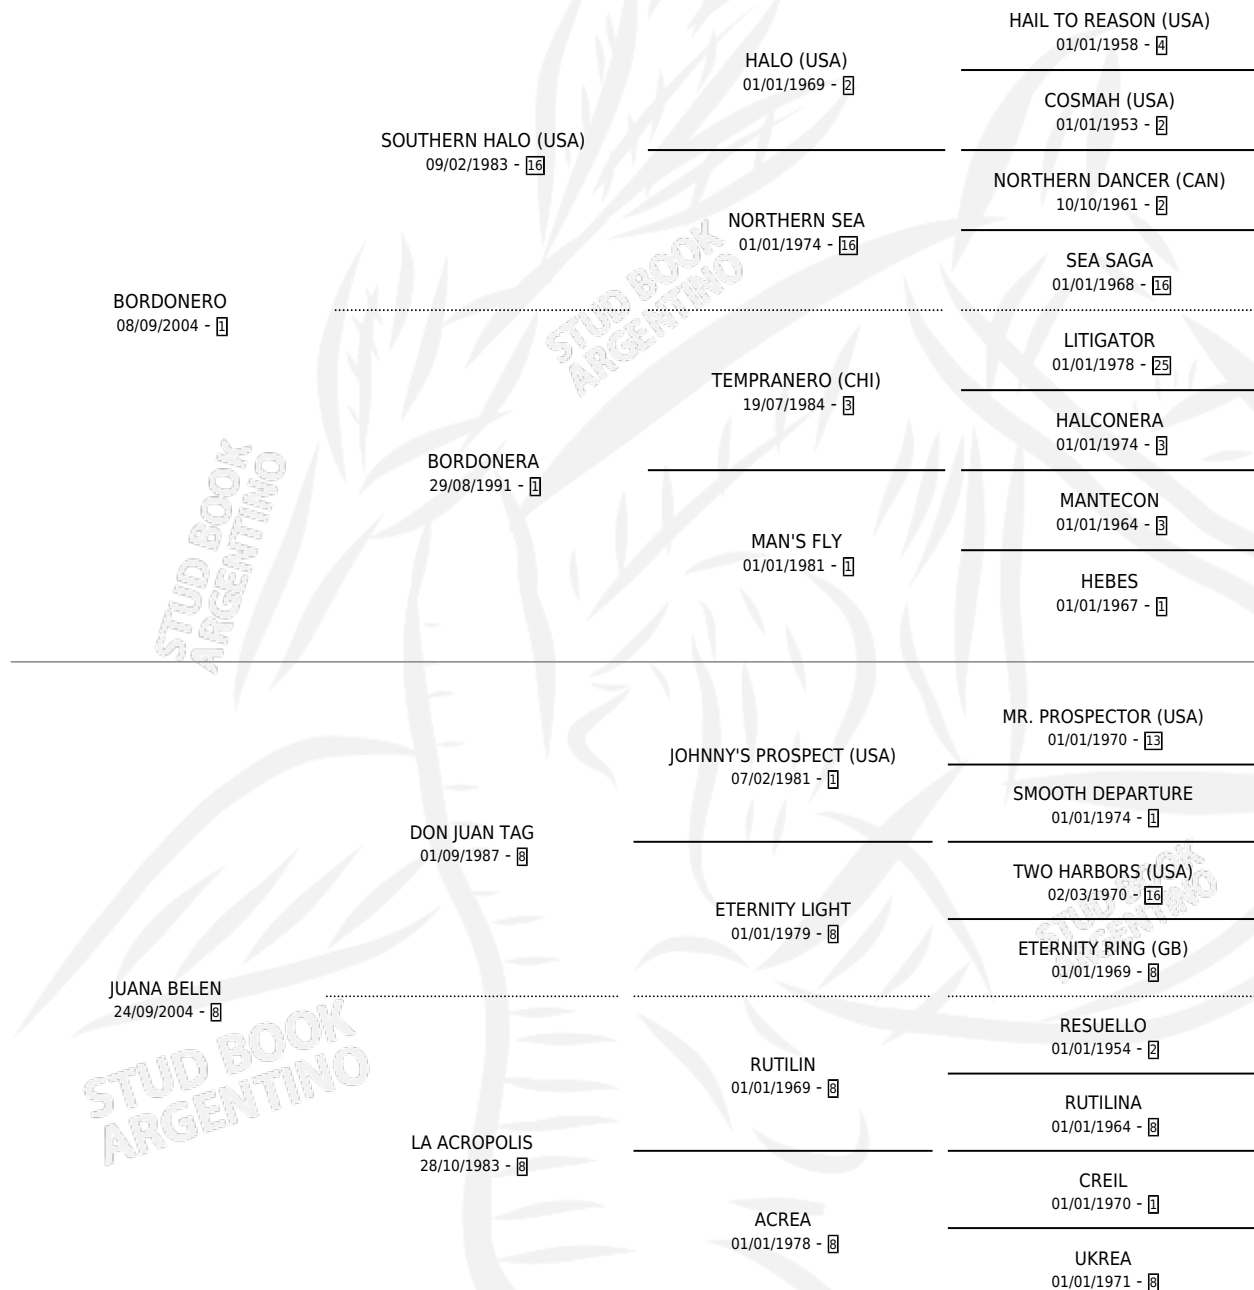 HAIL TO REASON (USA)
01/01/1958 - 4
HALO (USA)
01/01/1969 - 2
COSMAH (USA)
01/01/1953 - 2
SOUTHERN HALO (USA)
09/02/1983 - 16
NORTHERN DANCER (CAN)
10/10/1961 - 2
NORTHERN SEA
01/01/1974 - 16
SEA SAGA
01/01/1968 - 16
BORDONERO
08/09/2004 - 1
LITIGATOR
01/01/1978 - 25
TEMPRANERO (CHI)
19/07/1984 - 3
HALCONERA
01/01/1974 - 3
BORDONERA
29/08/1991 - 1
MANTECON
01/01/1964 - 3
MAN'S FLY
01/01/1981 - 1
HEBES
01/01/1967 - 1
STUD BOOK
ARGENTINO
STUD BOOK
ARGENTINO
MR. PROSPECTOR (USA)
01/01/1970 - 13
JOHNNY'S PROSPECT (USA)
07/02/1981 - 1
SMOOTH DEPARTURE
01/01/1974 - 1
DON JUAN TAG
01/09/1987 - 8
TWO HARBORS (USA)
02/03/1970 - 16
ETERNITY LIGHT
01/01/1979 - 8
ETERNITY RING (GB)
01/01/1969 - 8
STUD BOOK
ARGENTINO
JUANA BELEN
24/09/2004 - 8
RESUELLO
01/01/1954 - 2
RUTILIN
01/01/1969 - 8
RUTILINA
01/01/1964 - 8
LA ACROPOLIS
28/10/1983 - 8
CREIL
01/01/1970 - 1
ACREA
01/01/1978 - 8
UKREA
01/01/1971 - 8
STUD BOOK
ARGENTINO